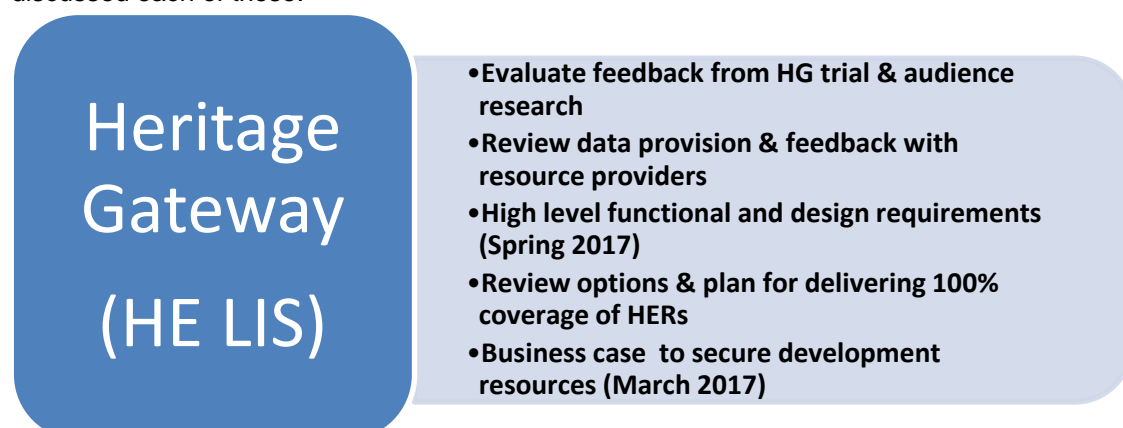 discussed each of these:
Heritage
Gateway
(HE LIS)
•Evaluate feedback from HG trial & audience
research
•Review data provision & feedback with
resource providers
•High level functional and design requirements
(Spring 2017)
•Review options & plan for delivering 100%
coverage of HERs
•Business case  to secure development
resources (March 2017)